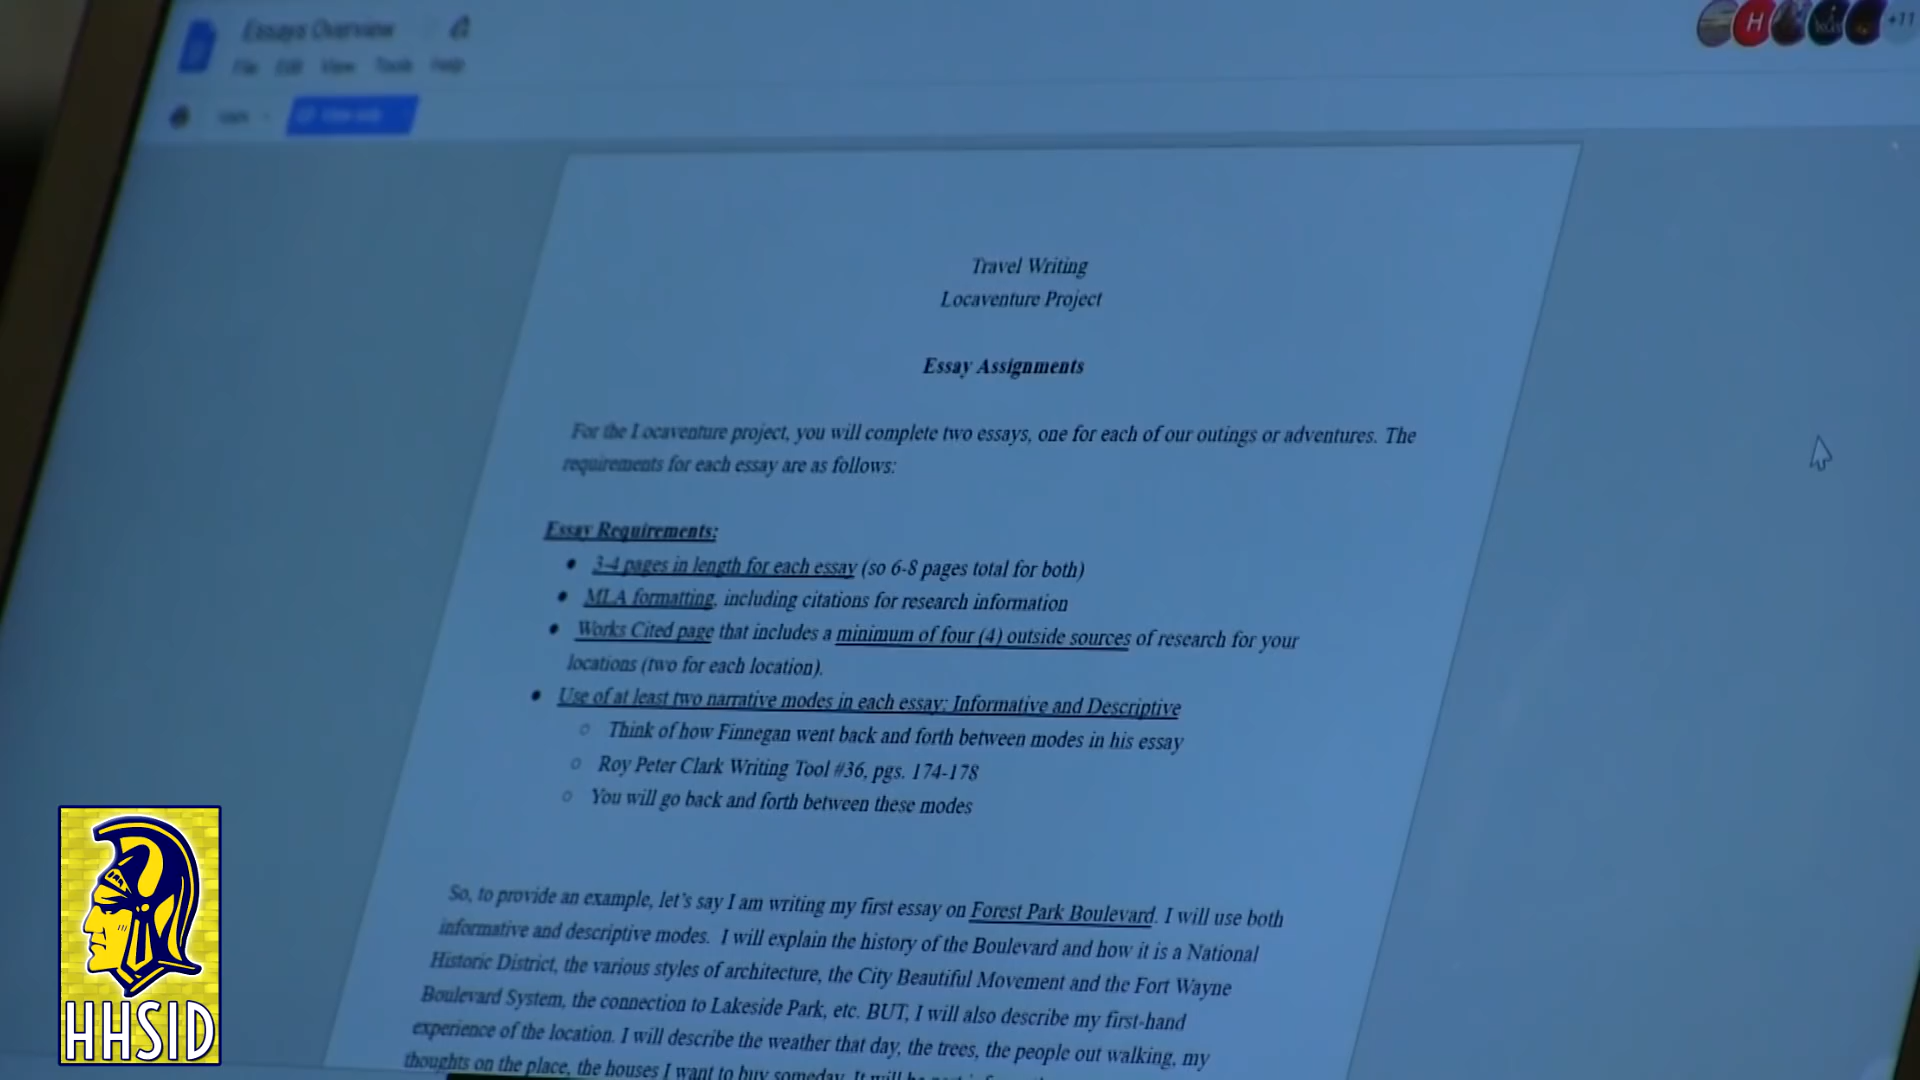 Essays Overview
File Edit View Tools Help
H
+11
Travel Writing
Locaventure Project
Essay Assignments
For the Locaventure project, you will complete two essays, one for each of our outings or adventures. The
requirements for each essay are as follows:
Essay Requirements:
● 3-4 pages in length for each essay (so 6-8 pages total for both)
● MLA formatting, including citations for research information
● Works Cited page that includes a minimum of four (4) outside sources of research for your
locations (two for each location).
● Use of at least two narrative modes in each essay: Informative and Descriptive
○ Think of how Finnegan went back and forth between modes in his essay
○ Roy Peter Clark Writing Tool #36, pgs. 174-178
○ You will go back and forth between these modes
So, to provide an example, let's say I am writing my first essay on Forest Park Boulevard. I will use both
informative and descriptive modes. I will explain the history of the Boulevard and how it is a National
Historic District, the various styles of architecture, the City Beautiful Movement and the Fort Wayne
Boulevard System, the connection to Lakeside Park, etc. BUT, I will also describe my first-hand
experience of the location. I will describe the weather that day, the trees, the people out walking, my
thoughts on the place, the houses I want to buy someday. It will be
HHSID